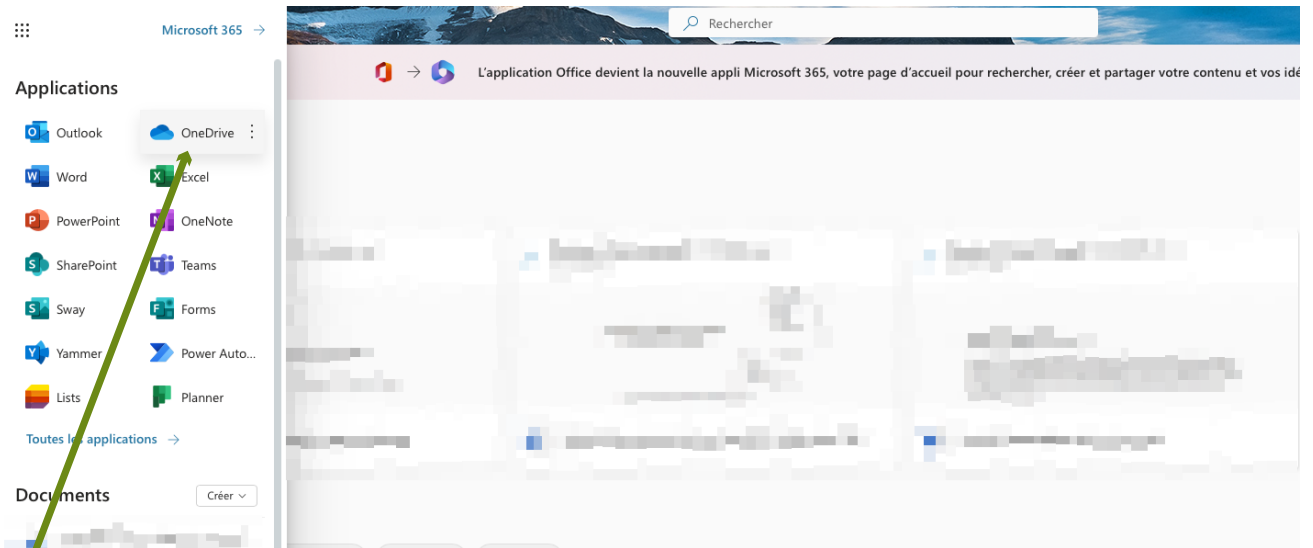 Microsoft 365 →
Rechercher
L'application Office devient la nouvelle appli Microsoft 365, votre page d'accueil pour rechercher, créer et partager votre contenu et vos idé
Applications
Outlook
OneDrive
Word
Excel
PowerPoint
OneNote
SharePoint
Teams
Sway
Forms
Yammer
Power Auto...
Lists
Planner
Toutes les applications →
Documents
Créer